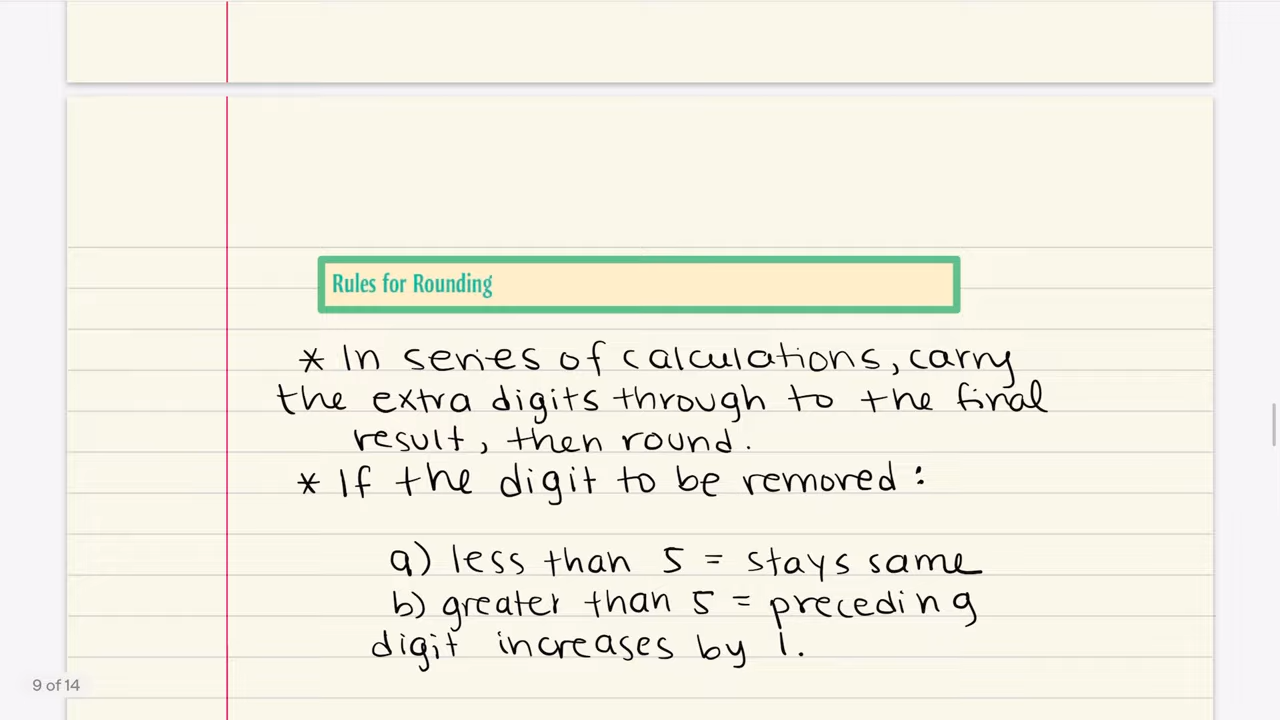 Rules for Rounding
* In series of calculations, carry
the extra digits through to the final
result, then round.
* If the digit to be removed:
a) less than 5 = stays same
b) greater than 5 = preceding
digit increases by 1.
9 of 14